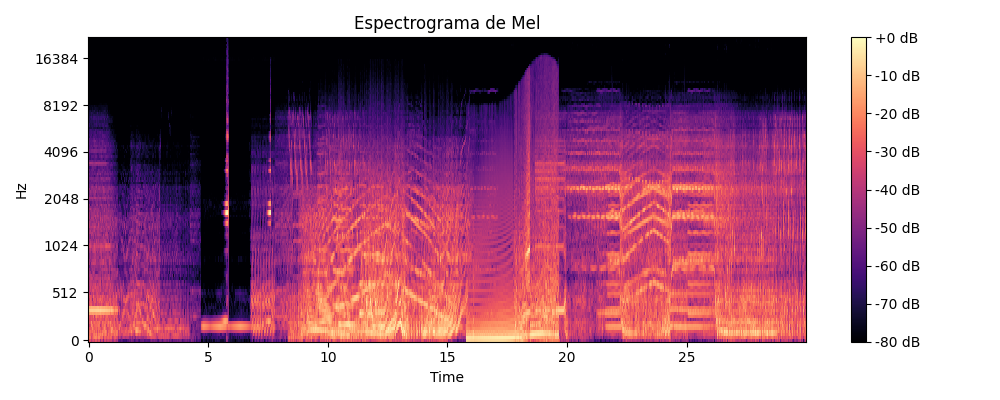 Espectrograma de Mel
Hz
16384
8192
4096
2048
1024
512
0
0 5 10 15 20 25
Time
+0 dB
-10 dB
-20 dB
-30 dB
-40 dB
-50 dB
-60 dB
-70 dB
-80 dB